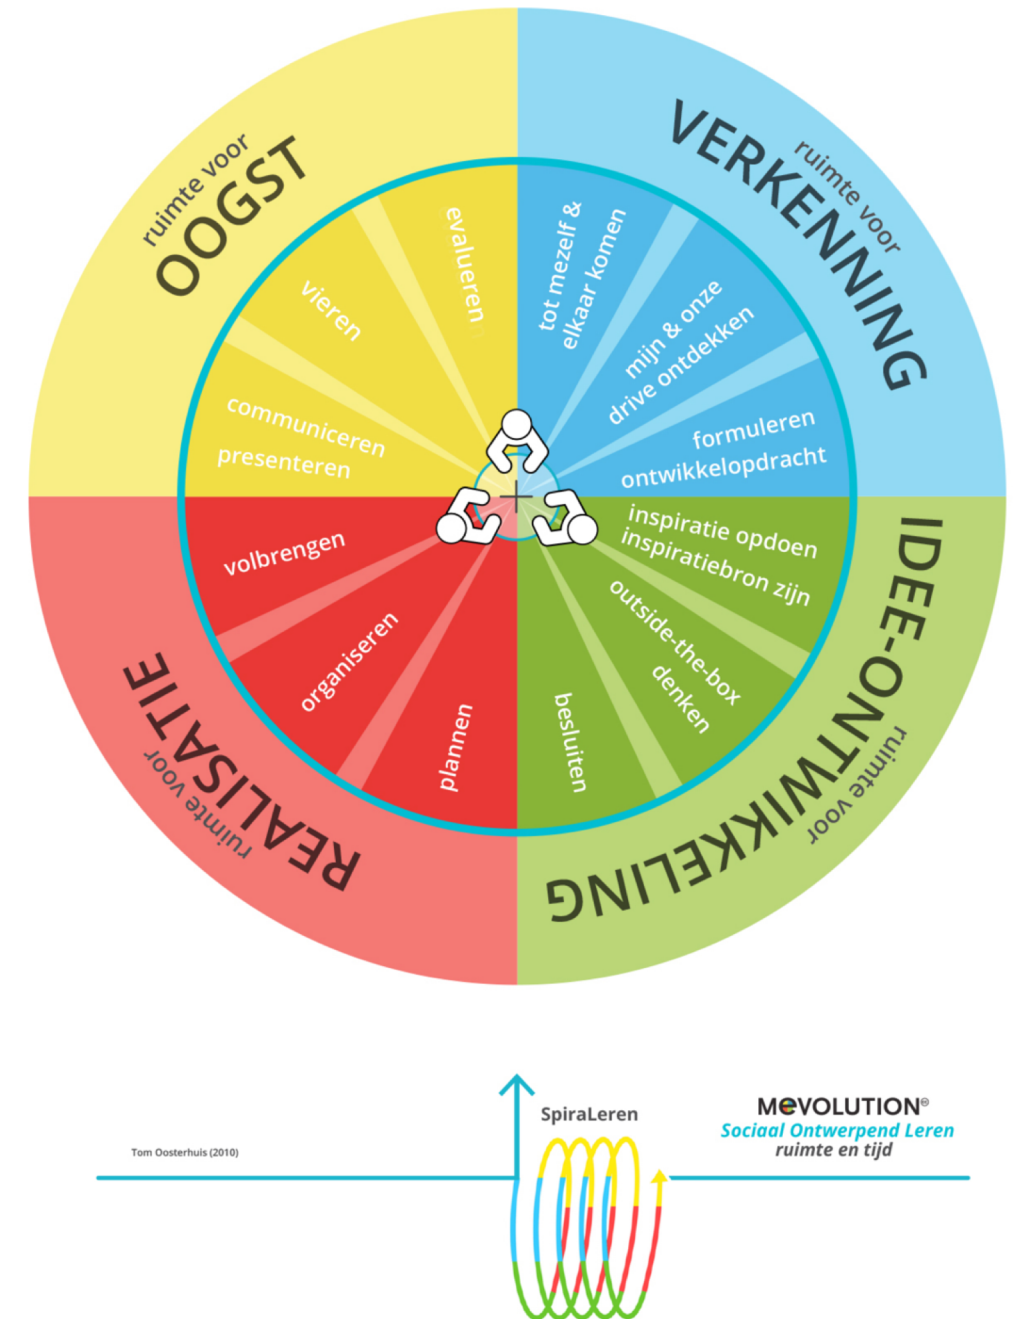 ruimte voor
VERKENNING
tot mezelf &
elkaar komen
mijn & onze
drive ontdekken
formuleren
ontwikkelopdracht
ruimte voor
IDEE-ONTWIKKELING
inspiratie opdoen
inspiratiebron zijn
outside-the-box
denken
besluiten
ruimte voor
REALISATIE
plannen
organiseren
volbrengen
ruimte voor
OOGST
communiceren
presenteren
vieren
evalueren
SpiraLeren
Tom Oosterhuis (2010)
MeVOLUTION
Sociaal Ontwerpend Leren
ruimte en tijd